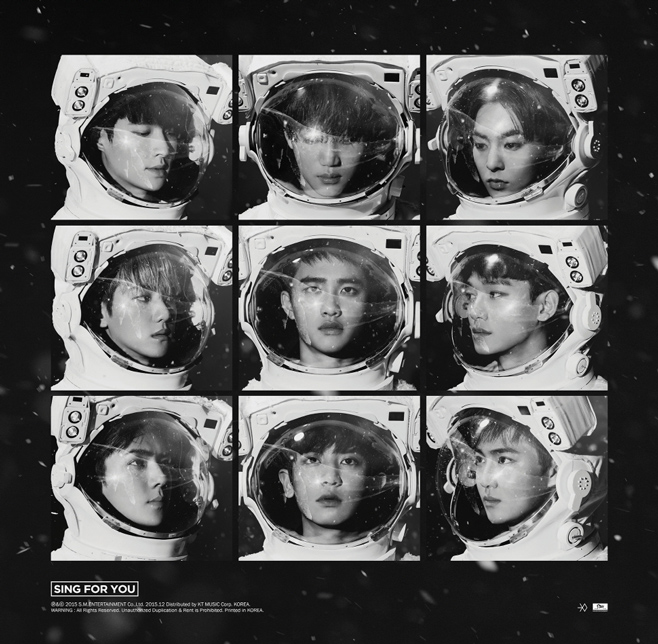 SING FOR YOU
℗&© 2015 S.M.ENTERTAINMENT Co.,Ltd. 2015.12 Distributed by KT MUSIC Corp. KOREA.
WARNING : All Rights Reserved. Unauthorized Duplication & Rent is Prohibited. Printed in KOREA.